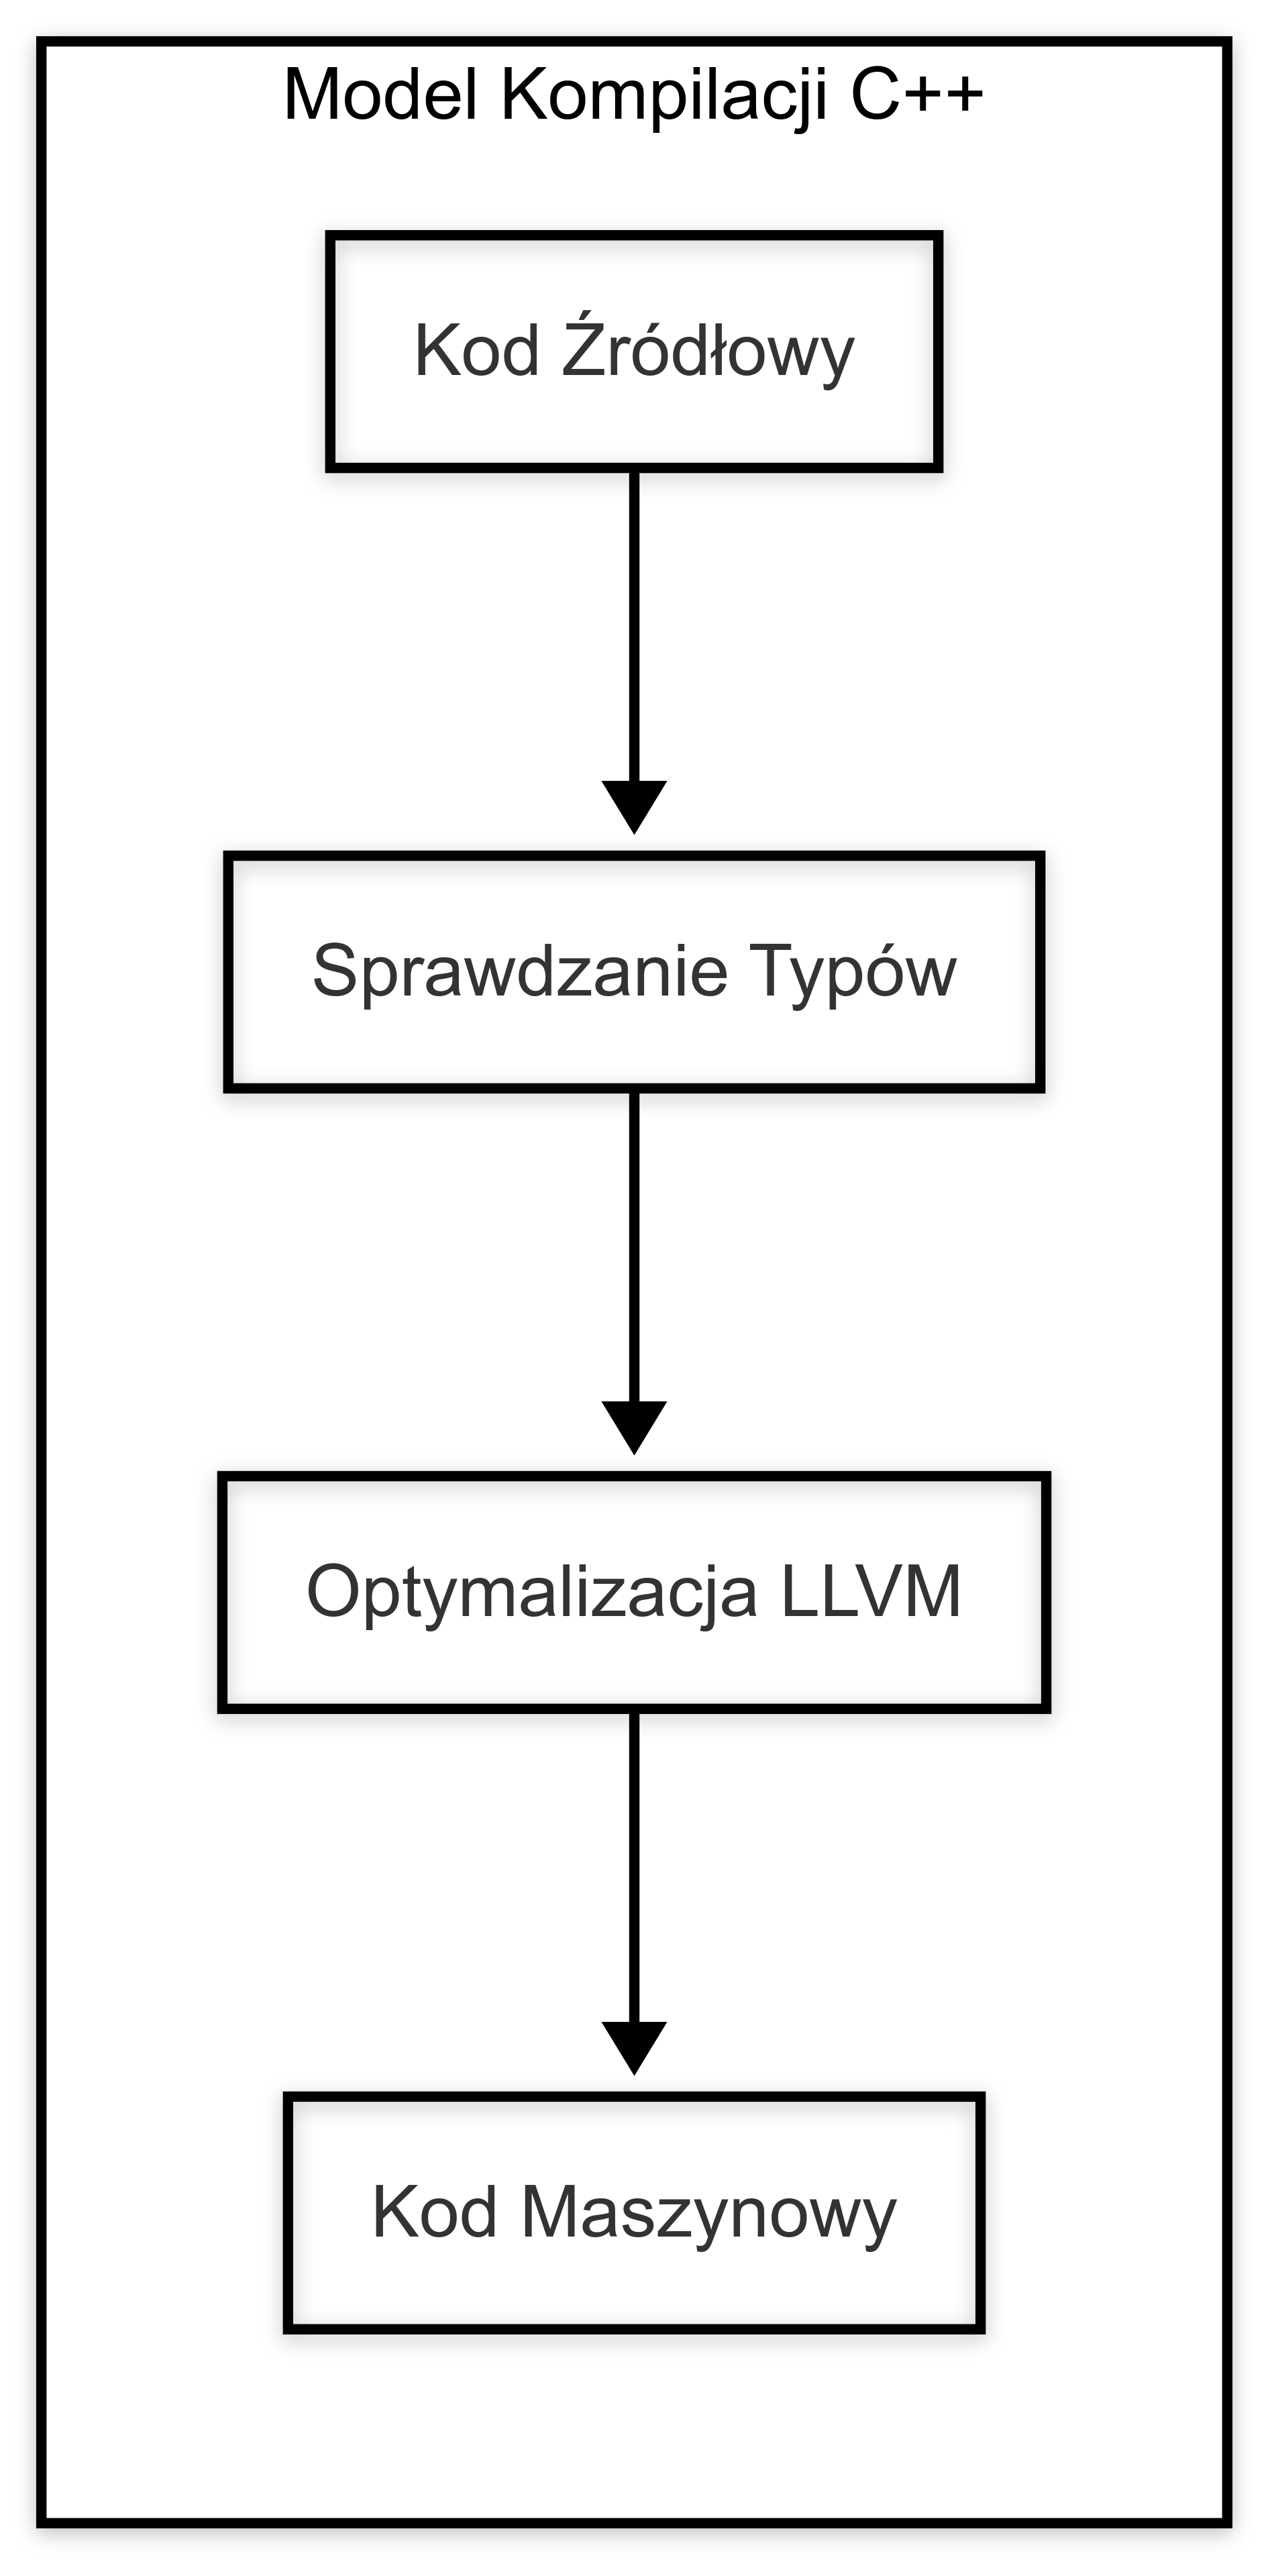 Model Kompilacji C++
Kod Źródłowy
Sprawdzanie Typów
Optymalizacja LLVM
Kod Maszynowy